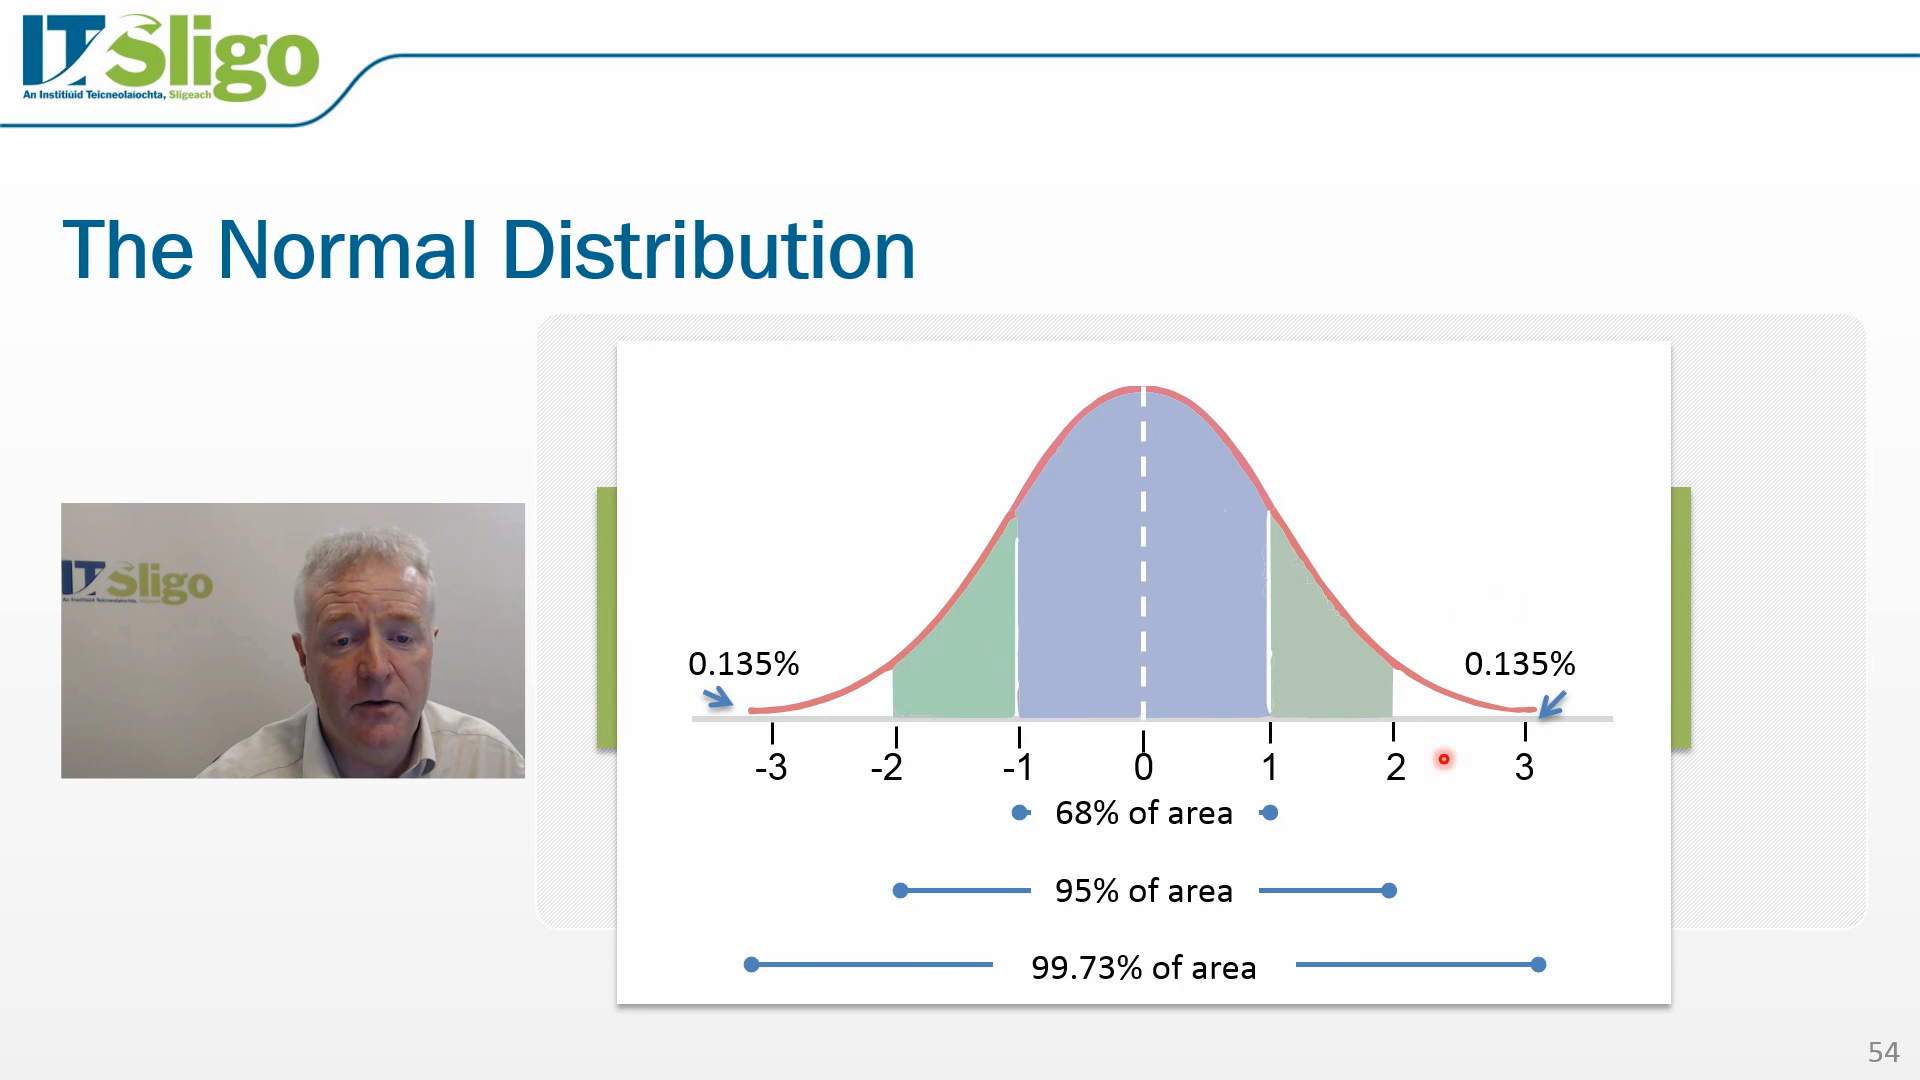 IT Sligo
An Institiúid Teicneolaíochta, Sligeach
The Normal Distribution
IT Sligo
0.135%
0.135%
-3 -2 -1 0 1 2 3
68% of area
95% of area
99.73% of area
54